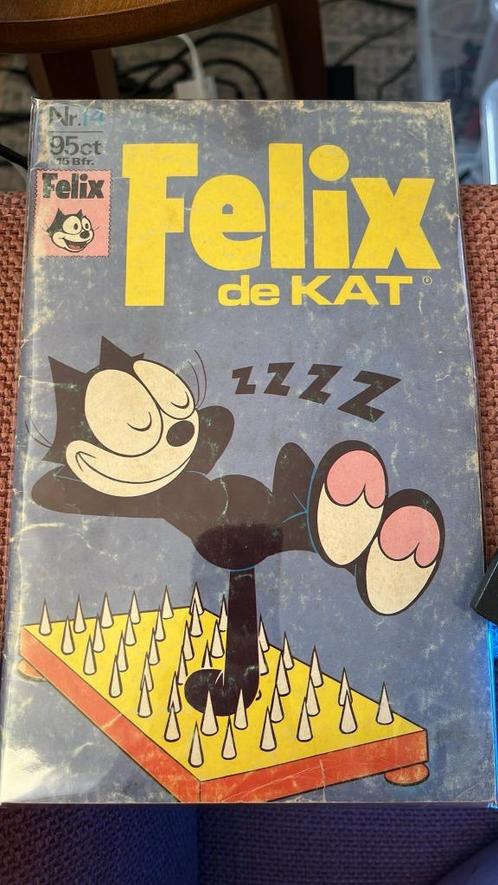 Nr.14
95ct
15 Bfr.
Felix
Felix
de KAT ®
zzzz